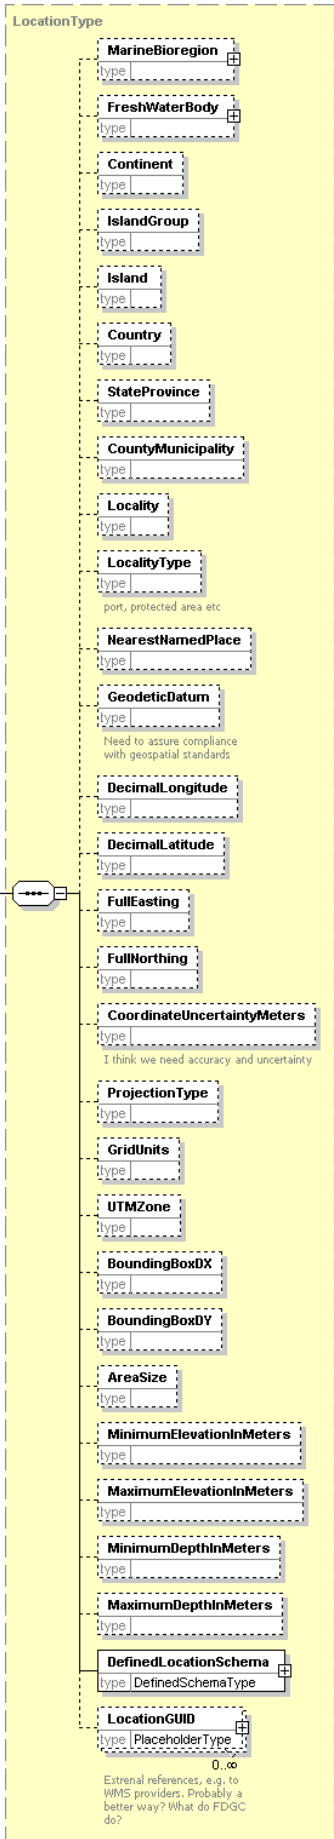 LocationType
MarineBioregion
type
FreshWaterBody
type
Continent
type
IslandGroup
type
Island
type
Country
type
StateProvince
type
CountyMunicipality
type
Locality
type
LocalityType
type
port, protected area etc
NearestNamedPlace
type
GeodeticDatum
type
Need to assure compliance
with geospatial standards
DecimalLongitude
type
DecimalLatitude
type
FullEasting
type
FullNorthing
type
CoordinateUncertaintyMeters
type
I think we need accuracy and uncertainty
ProjectionType
type
GridUnits
type
UTMZone
type
BoundingBoxDX
type
BoundingBoxDY
type
AreaSize
type
MinimumElevationInMeters
type
MaximumElevationInMeters
type
MinimumDepthInMeters
type
MaximumDepthInMeters
type
DefinedLocationSchema
type DefinedSchemaType
LocationGUID
type PlaceholderType
0..∞
Extrenal references, e.g. to
WMS providers. Probably a
better way? What do FDGC
do?